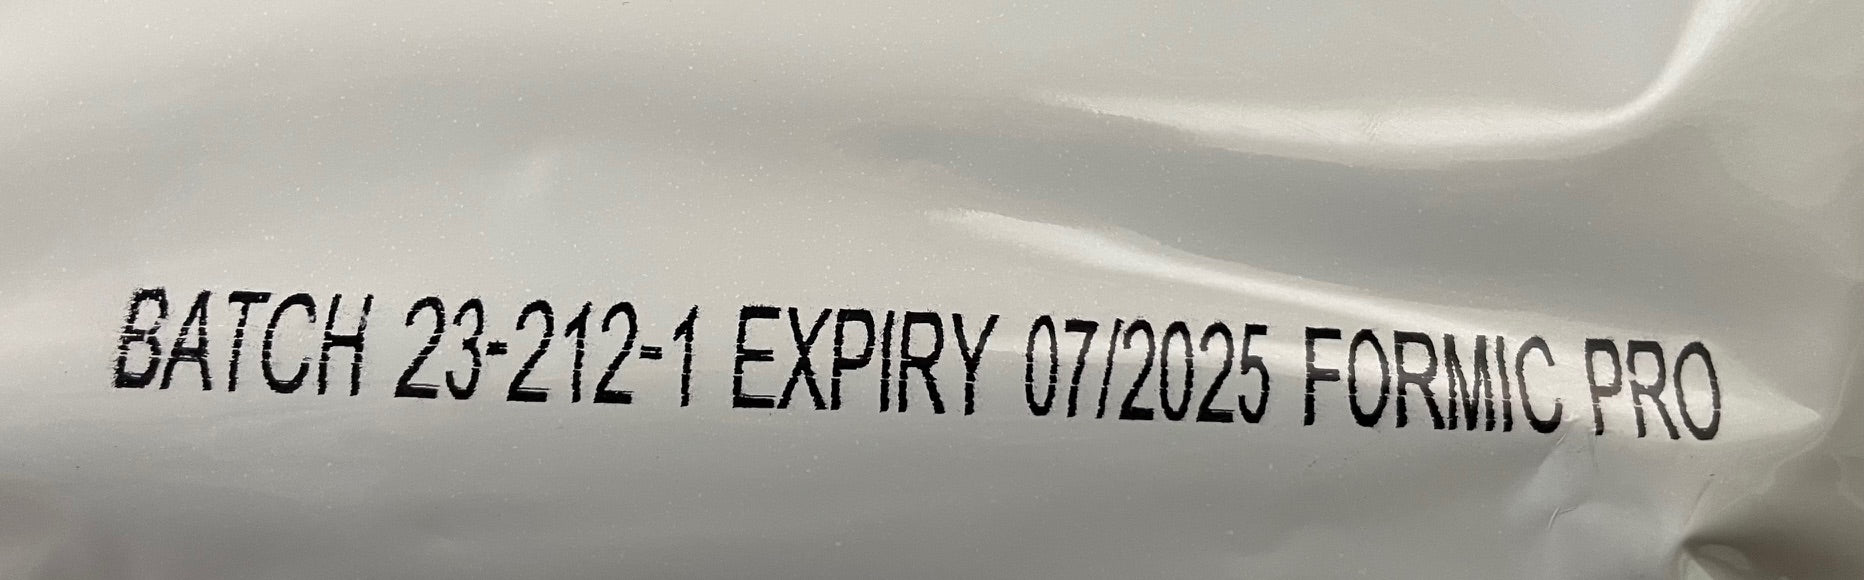 BATCH 23-212-1 EXPIRY 07/2025 FORMIC PRO